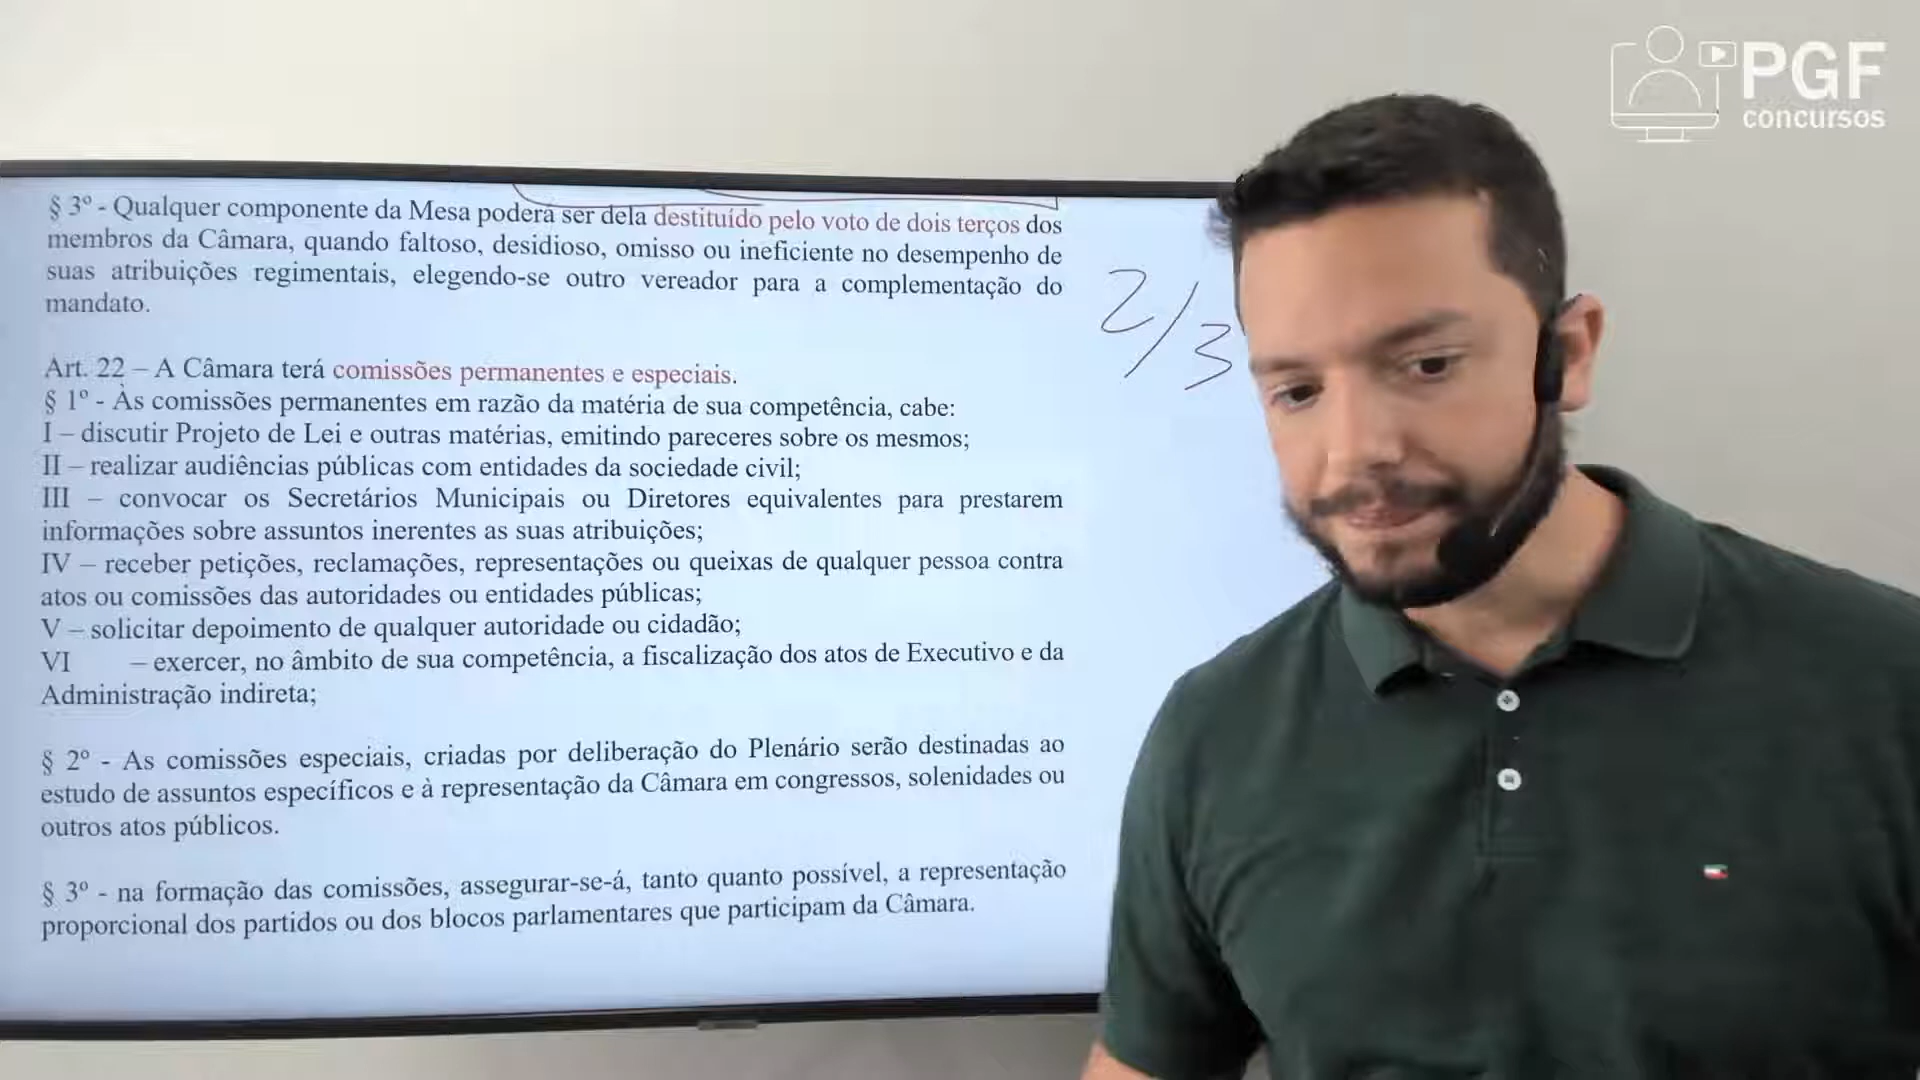 PGF
concursos
§ 3º - Qualquer componente da Mesa poderá ser dela destituído pelo voto de dois terços dos
membros da Câmara, quando faltoso, desidioso, omisso ou ineficiente no desempenho de
suas atribuições regimentais, elegendo-se outro vereador para a complementação do
mandato.
2/3
Art. 22 – A Câmara terá comissões permanentes e especiais.
§ 1º - Às comissões permanentes em razão da matéria de sua competência, cabe:
I – discutir Projeto de Lei e outras matérias, emitindo pareceres sobre os mesmos;
II – realizar audiências públicas com entidades da sociedade civil;
III – convocar os Secretários Municipais ou Diretores equivalentes para prestarem
informações sobre assuntos inerentes as suas atribuições;
IV – receber petições, reclamações, representações ou queixas de qualquer pessoa contra
atos ou comissões das autoridades ou entidades públicas;
V – solicitar depoimento de qualquer autoridade ou cidadão;
VI – exercer, no âmbito de sua competência, a fiscalização dos atos de Executivo e da
Administração indireta;
§ 2º - As comissões especiais, criadas por deliberação do Plenário serão destinadas ao
estudo de assuntos específicos e à representação da Câmara em congressos, solenidades ou
outros atos públicos.
§ 3º - na formação das comissões, assegurar-se-á, tanto quanto possível, a representação
proporcional dos partidos ou dos blocos parlamentares que participam da Câmara.